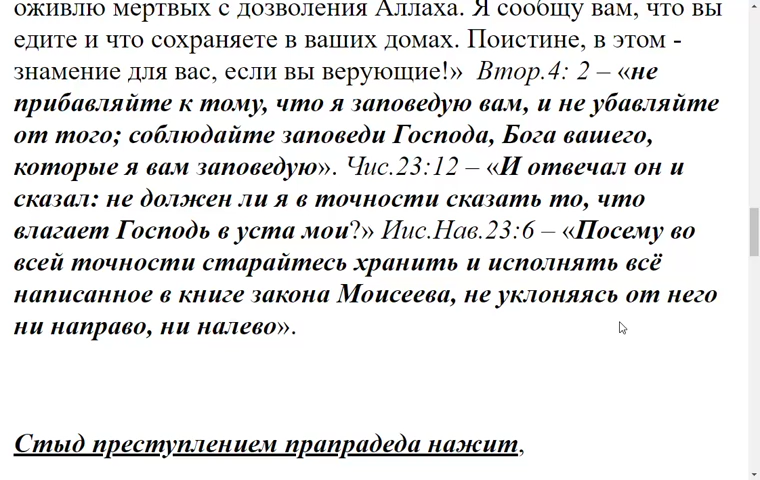 оживлю мертвых с дозволения Аллаха. Я сообщу вам, что вы
едите и что сохраняете в ваших домах. Поистине, в этом -
знамение для вас, если вы верующие!» Втор.4: 2 – «не
прибавляйте к тому, что я заповедую вам, и не убавляйте
от того; соблюдайте заповеди Господа, Бога вашего,
которые я вам заповедую». Чис.23:12 – «И отвечал он и
сказал: не должен ли я в точности сказать то, что
влагает Господь в уста мои?» Иис.Нав.23:6 – «Посему во
всей точности старайтесь хранить и исполнять всё
написанное в книге закона Моисеева, не уклоняясь от него
ни направо, ни налево».
Стыд преступлением прапрадеда нажит,